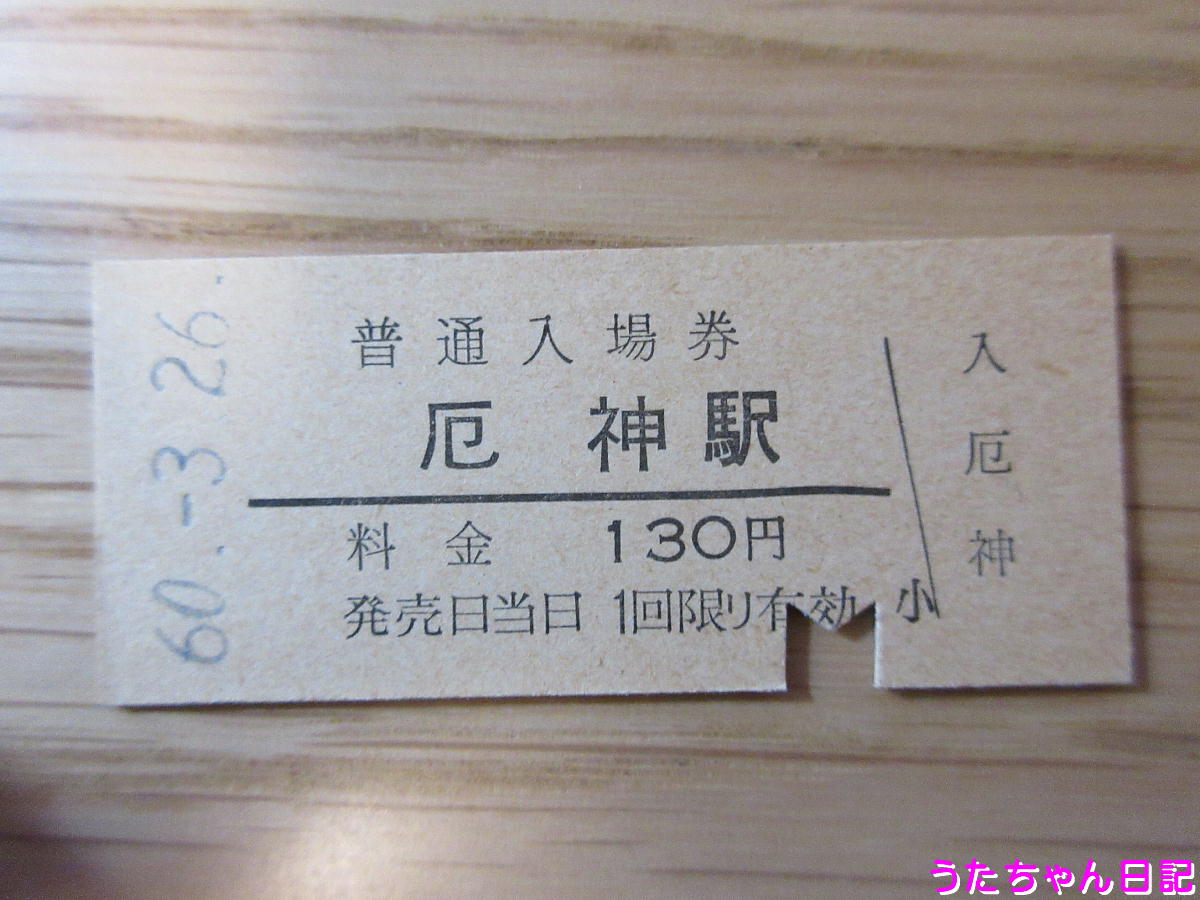 60.-3 26.
普通入場券
厄神駅
料金 130円
発売日当日 1回限り有効
小
入
厄
神
うたちゃん日記